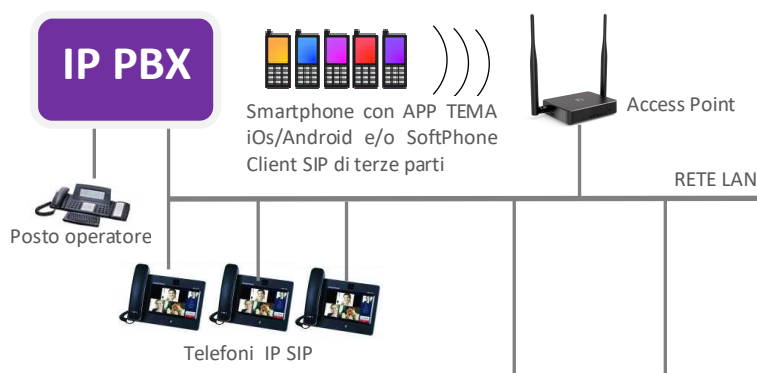 IP PBX
Smartphone con APP TEMA
iOs/Android e/o SoftPhone
Client SIP di terze parti
Access Point
RETE LAN
Posto operatore
Telefoni IP SIP